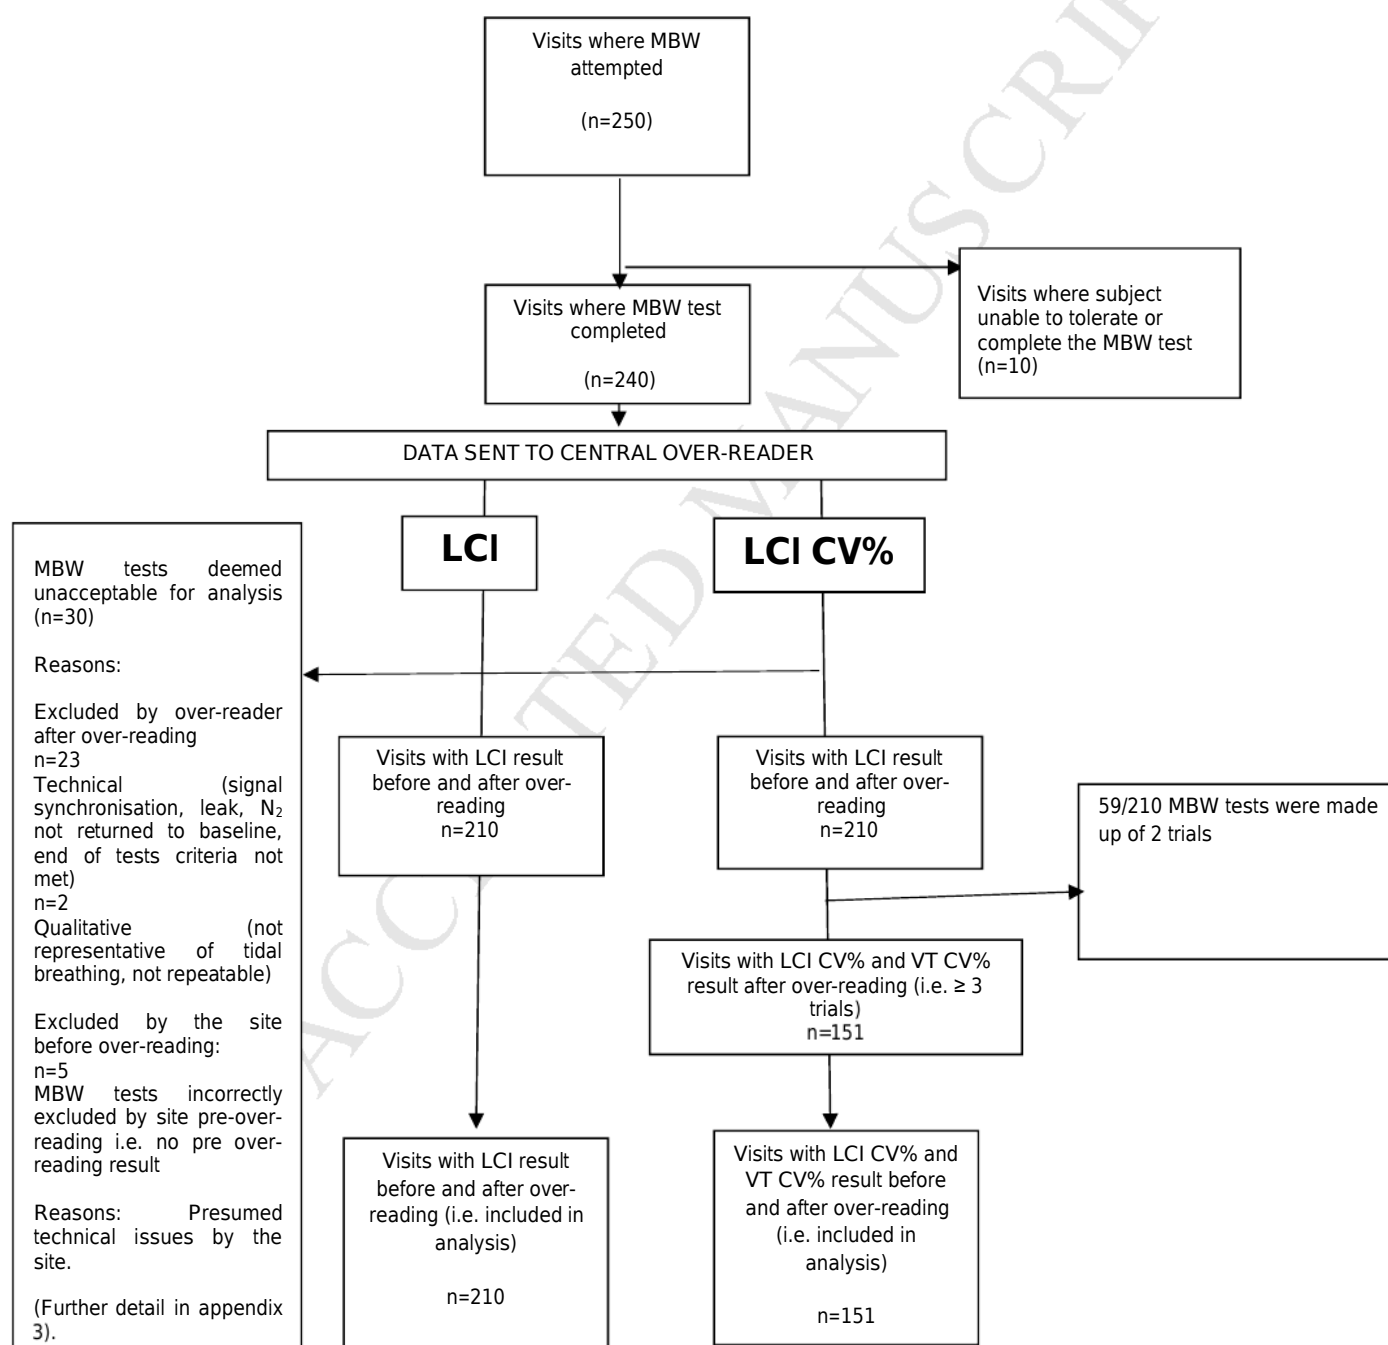 Visits where MBW
attempted
(n=250)
Visits where subject
unable to tolerate or
complete the MBW test
(n=10)
Visits where MBW test
completed
(n=240)
DATA SENT TO CENTRAL OVER-READER
LCI
LCI CV%
MBW tests deemed
unacceptable for analysis
(n=30)
Reasons:
Excluded by over-reader
after over-reading
n=23
Technical (signal
synchronisation, leak, N₂
not returned to baseline,
end of tests criteria not
met)
n=2
Qualitative (not
representative of tidal
breathing, not repeatable)
Excluded by the site
before over-reading:
n=5
MBW tests incorrectly
excluded by site pre-over-
reading i.e. no pre over-
reading result
Reasons: Presumed
technical issues by the
site.
(Further detail in appendix
3).
Visits with LCI result
before and after over-
reading
n=210
Visits with LCI result
before and after over-
reading
n=210
59/210 MBW tests were made
up of 2 trials
Visits with LCI CV% and VT CV%
result after over-reading (i.e. ≥ 3
trials)
n=151
Visits with LCI result
before and after over-
reading (i.e. included in
analysis)
n=210
Visits with LCI CV% and
VT CV% result before
and after over-reading
(i.e. included in
analysis)
n=151
ACCEPTED MANUSCRIPT